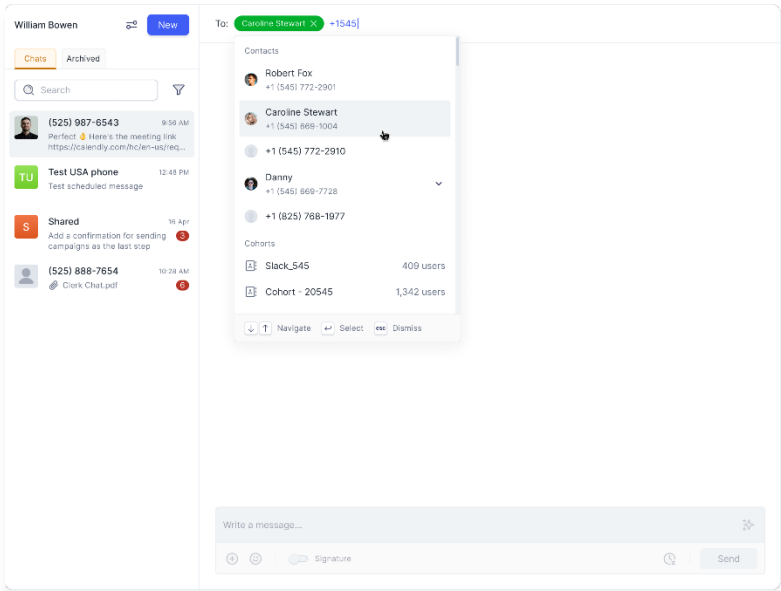 William Bowen
New
Chats
Archived
Search
(525) 987-6543
9:56 AM
Perfect 👌 Here's the meeting link
https://calendly.com/hc/en-us/req...
TU
Test USA phone
12:46 PM
Test scheduled message
S
Shared
16 Apr
Add a confirmation for sending
campaigns as the last step
3
(525) 888-7654
10:28 AM
Clerk Chat.pdf
6
To: Caroline Stewart +1545
Contacts
Robert Fox
+1 (545) 772-2901
Caroline Stewart
+1 (545) 669-1004
+1 (545) 772-2910
Danny
+1 (545) 669-7728
+1 (825) 768-1977
Cohorts
Slack_545
409 users
Cohort - 20545
1,342 users
Navigate
Select
esc
Dismiss
Write a message...
Signature
Send